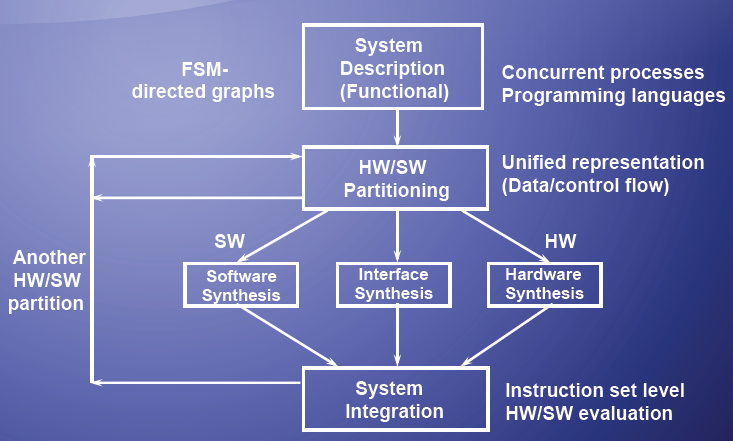 System
Description
(Functional)
FSM-
directed graphs
Concurrent processes
Programming languages
HW/SW
Partitioning
Unified representation
(Data/control flow)
SW
HW
Another
HW/SW
partition
Software
Synthesis
Interface
Synthesis
Hardware
Synthesis
System
Integration
Instruction set level
HW/SW evaluation